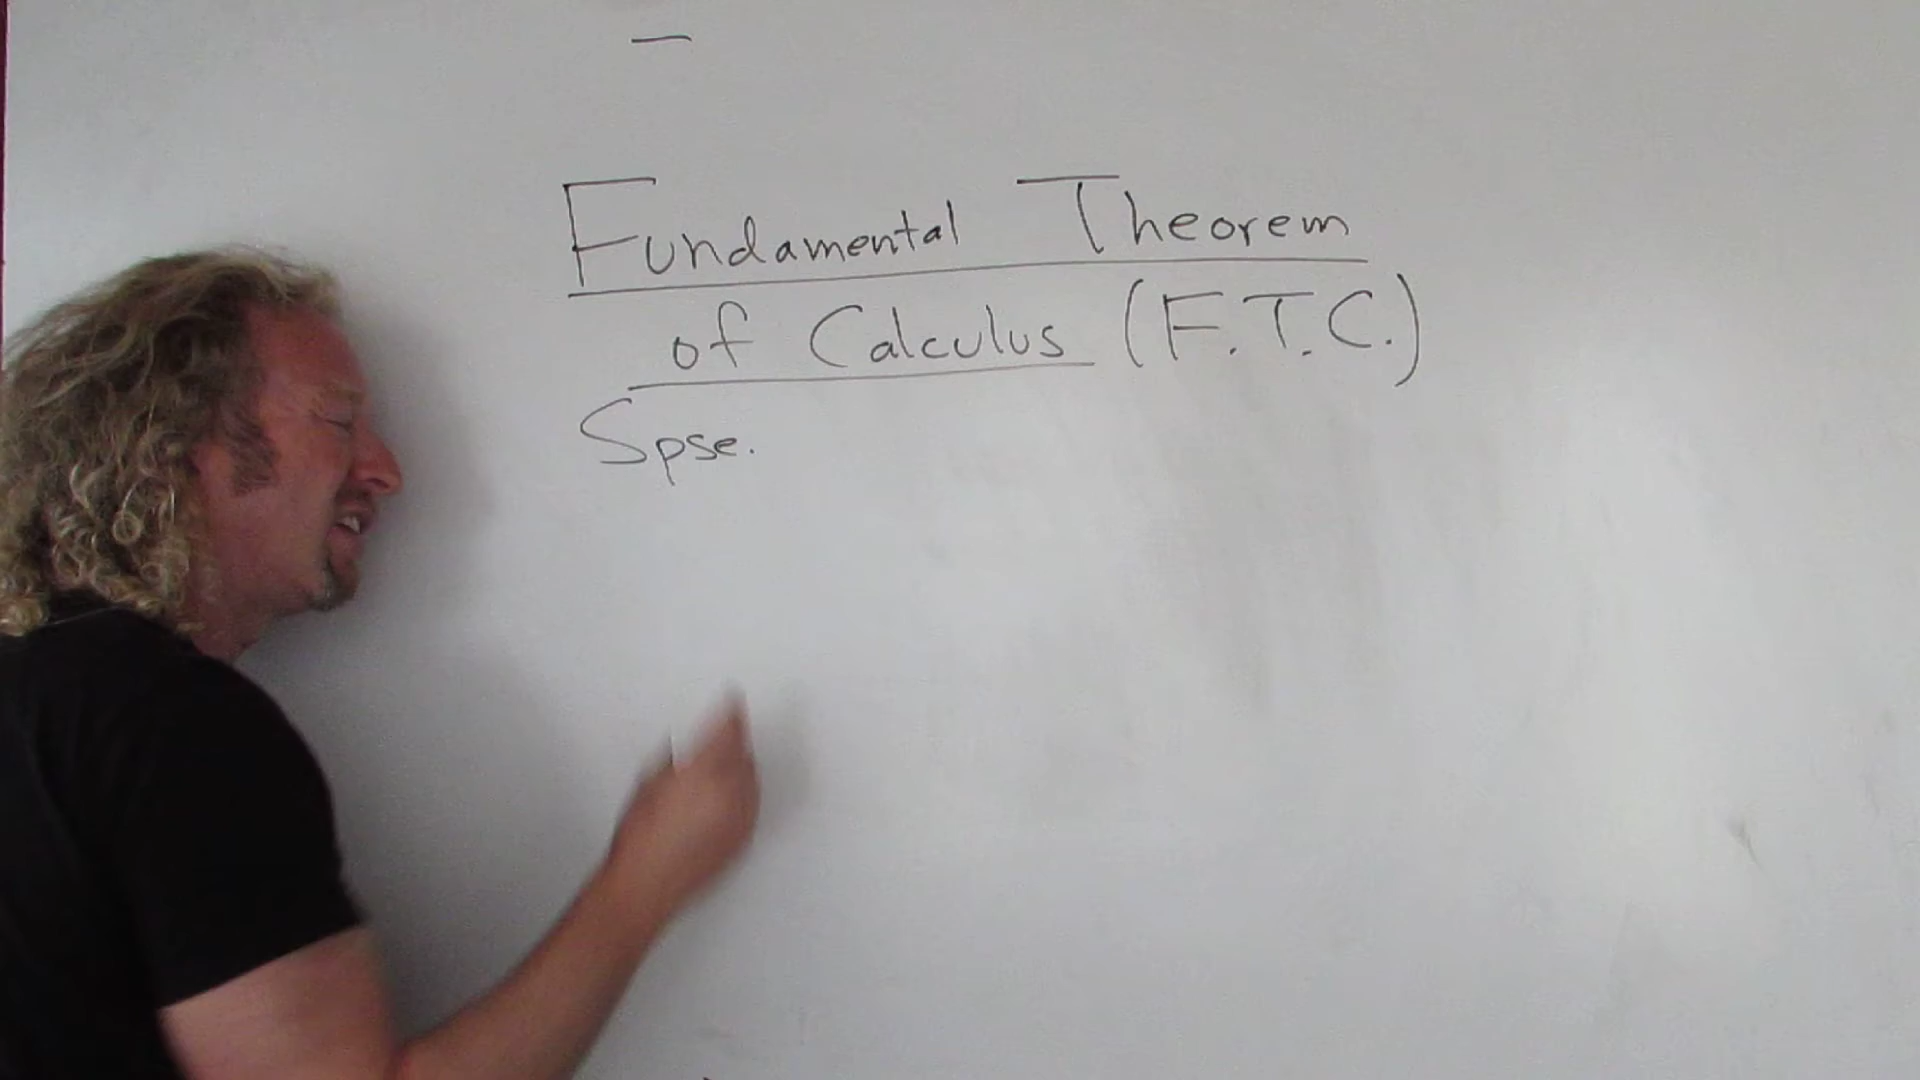 Fundamental Theorem
of Calculus (F.T.C.)
Spse.